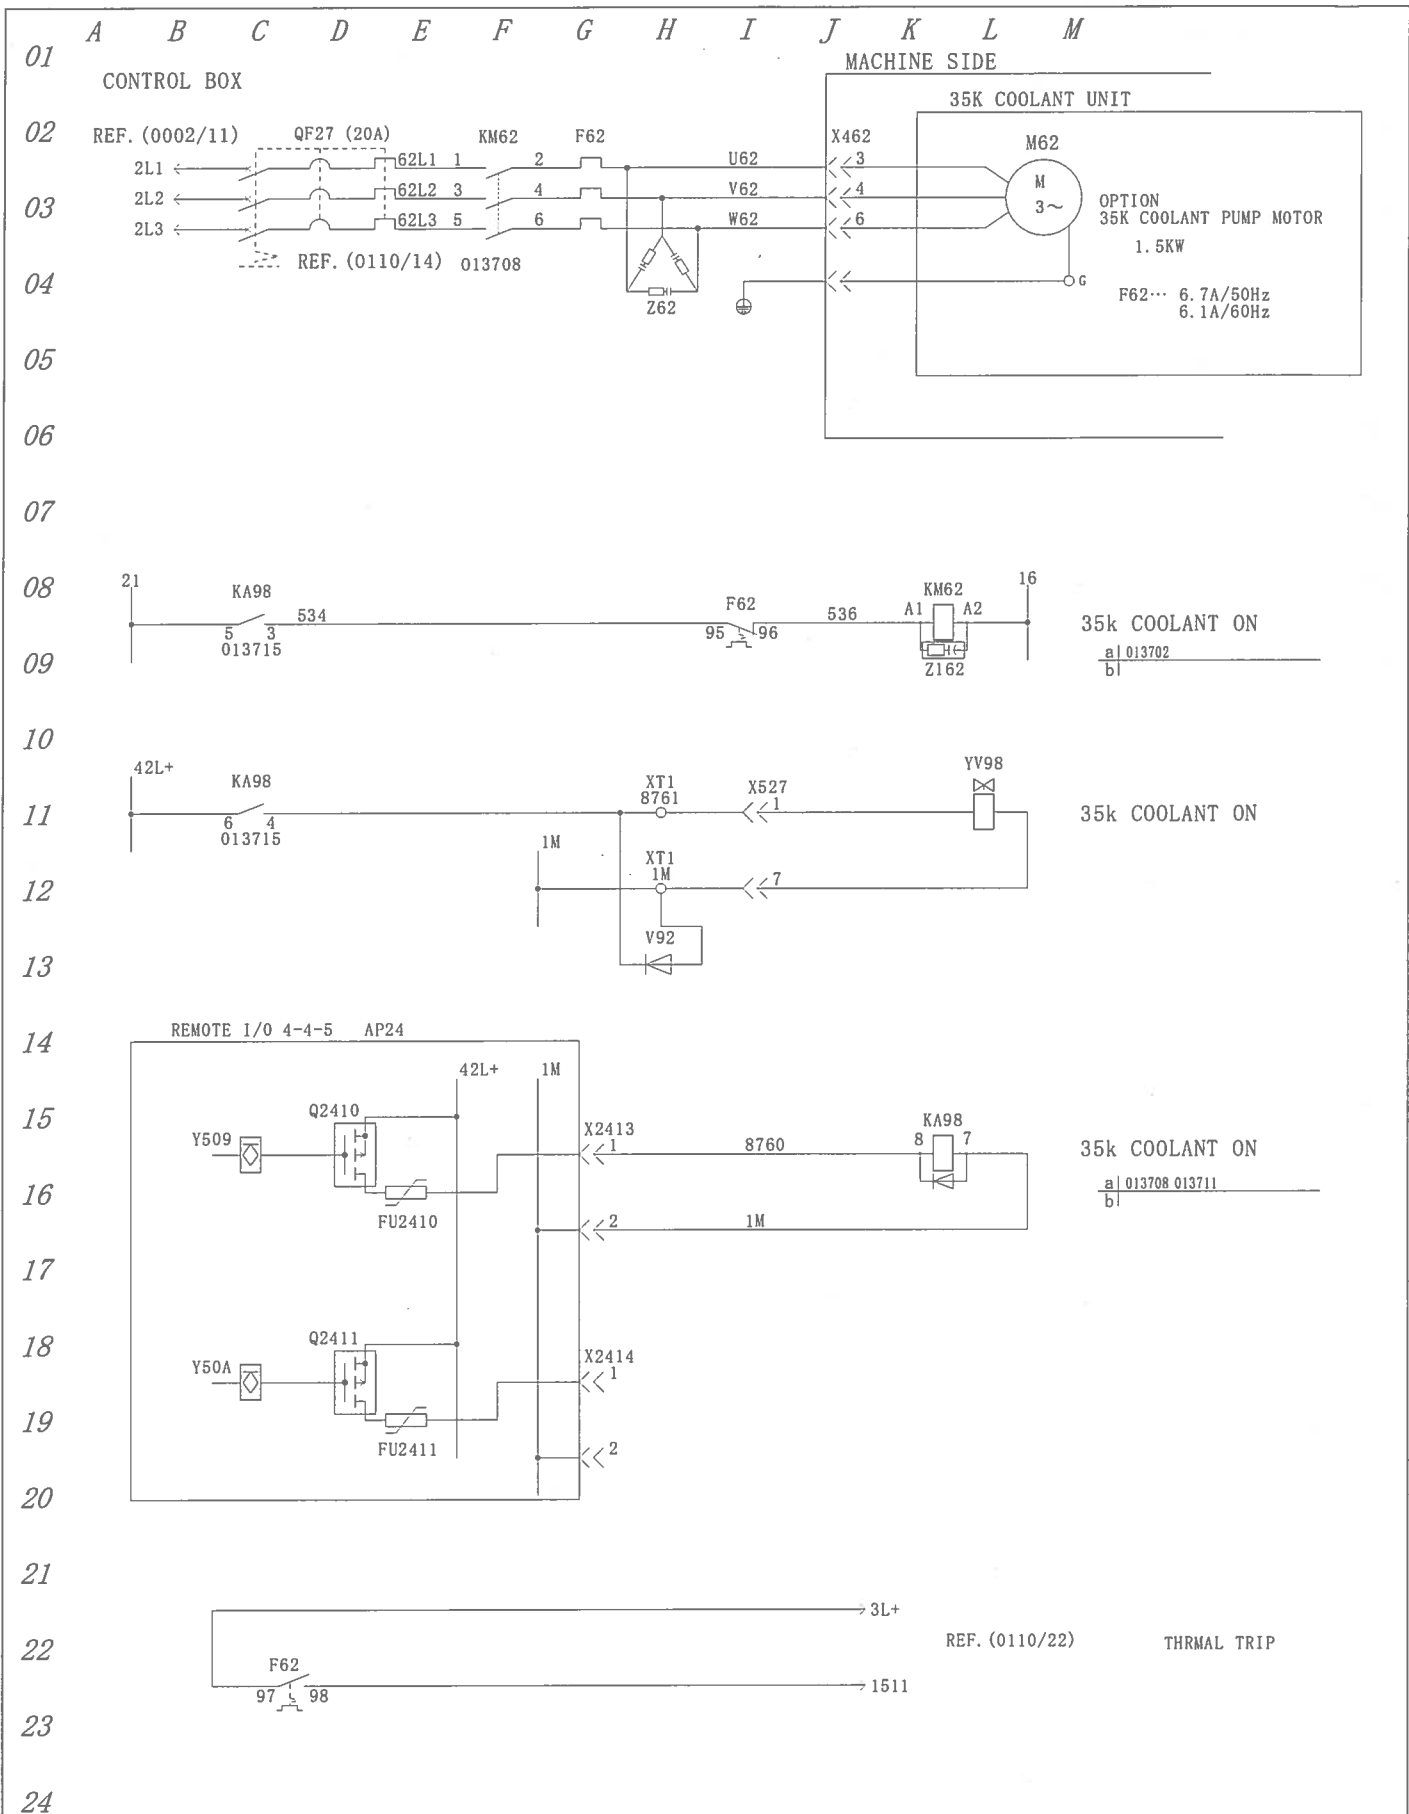 A B C D E F G H I J K L M
01
MACHINE SIDE
CONTROL BOX
35K COOLANT UNIT
02
REF. (0002/11) QF27 (20A) KM62 F62 X462 M62
2L1 62L1 1 2 U62 3
2L2 62L2 3 4 V62 4
M
3~
03
OPTION
35K COOLANT PUMP MOTOR
1.5KW
2L3 62L3 5 6 W62 6
REF. (0110/14) 013708
04
G
F62··· 6.7A/50Hz
6.1A/60Hz
Z62
05
06
07
08
21 KA98 F62 KM62 16
534 536 A1 A2
5 3 95 96
013715
35k COOLANT ON
09
Z162
a 013702
b
10
42L+ KA98 XT1 X527 YV98
8761 1
11
6 4
013715
35k COOLANT ON
1M XT1
1M 7
12
V92
13
REMOTE I/O 4-4-5 AP24
14
42L+ 1M
15
Q2410 X2413 KA98
Y509 1 8760 8 7
35k COOLANT ON
16
a 013708 013711
b
FU2410 2 1M
17
18
Q2411 X2414
Y50A 1
19
FU2411 2
20
21
3L+
22
REF. (0110/22) THRMAL TRIP
F62
97 98 1511
23
24